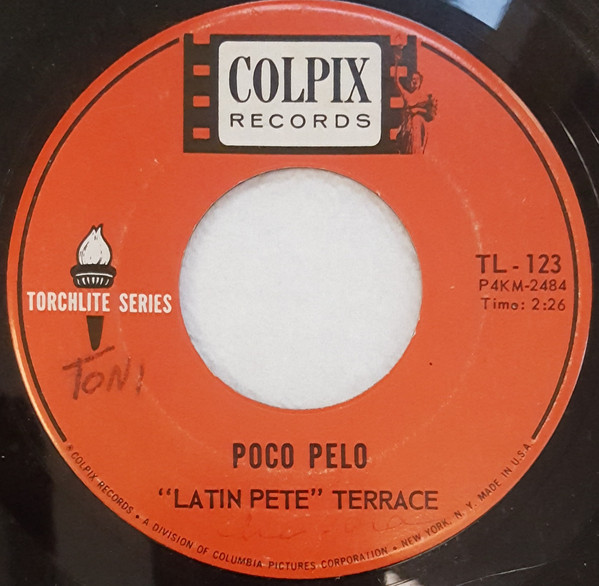 COLPIX
RECORDS
TORCHLITE SERIES
TONI
TL - 123
P4KM-2484
Time: 2:26
POCO PELO
"LATIN PETE" TERRACE
COLPIX RECORDS • A DIVISION OF COLUMBIA PICTURES CORPORATION • NEW YORK, N. Y. MADE IN U.S.A.